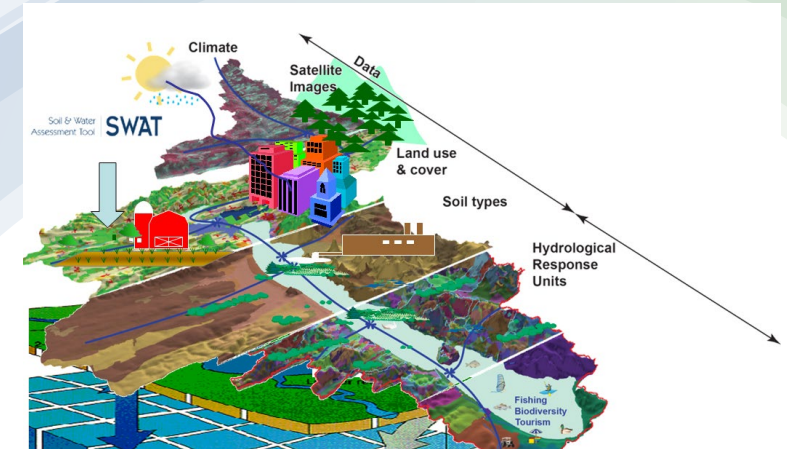 Climate
Data
Satellite
Images
Soil & Water
Assessment Tool
SWAT
Land use
& cover
Soil types
Hydrological
Response
Units
Fishing
Biodiversity
Tourism